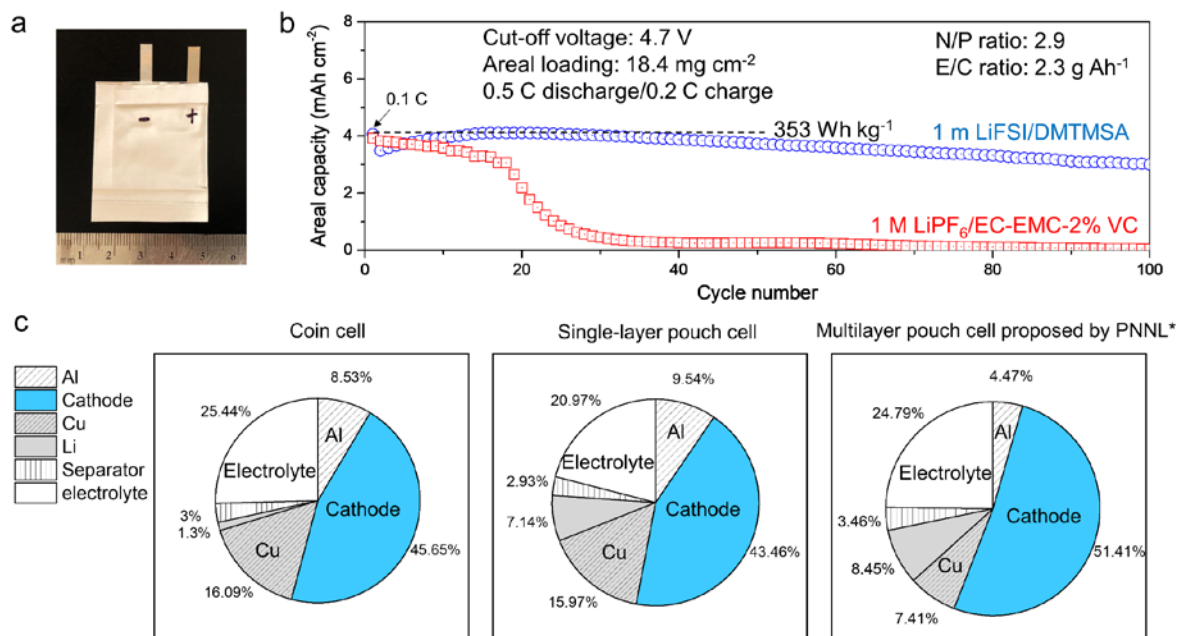 a
- +
mm 1 2 3 4 5 6
b
Areal capacity (mAh cm⁻²)
8
6
4
2
0
0.1 C
Cut-off voltage: 4.7 V
Areal loading: 18.4 mg cm⁻²
0.5 C discharge/0.2 C charge
N/P ratio: 2.9
E/C ratio: 2.3 g Ah⁻¹
353 Wh kg⁻¹
1 m LiFSI/DMTMSA
1 M LiPF₆/EC-EMC-2% VC
0 20 40 60 80 100
Cycle number
c
Al
Cathode
Cu
Li
Separator
electrolyte
Coin cell
8.53%
25.44%
Al
Electrolyte
Cathode
3%
1.3%
Cu
45.65%
16.09%
Single-layer pouch cell
9.54%
20.97%
Al
Electrolyte
2.93%
Cathode
7.14%
Cu
43.46%
15.97%
Multilayer pouch cell proposed by PNNL*
4.47%
24.79%
Al
Electrolyte
Cathode
3.46%
8.45%
Cu
51.41%
7.41%